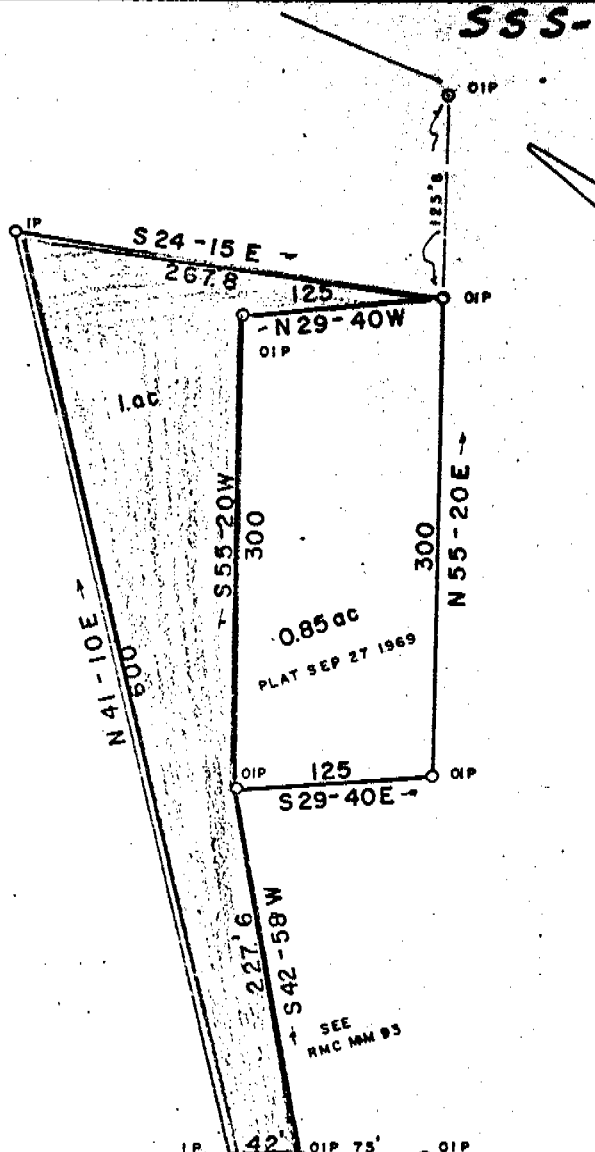 SSS-
OIP
125'8
IP
S 24-15 E
267.8
125
OIP
-N 29-40W
OIP
1.ac
S 55-20W
300
300
N 55-20E
N 41-10E
600
0.85 ac
PLAT SEP 27 1969
OIP
125
OIP
S 29-40E
227.'6
S 42-58W
SEE
RMC MM 93
IP
42'
OIP
75'
OIP